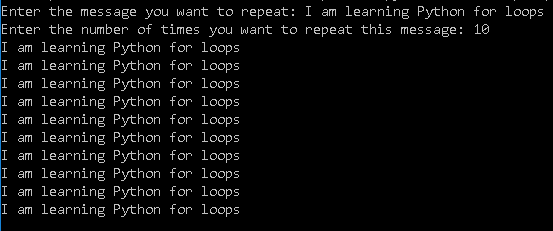 Enter the message you want to repeat: I am learning Python for loops
Enter the number of times you want to repeat this message: 10
I am learning Python for loops
I am learning Python for loops
I am learning Python for loops
I am learning Python for loops
I am learning Python for loops
I am learning Python for loops
I am learning Python for loops
I am learning Python for loops
I am learning Python for loops
I am learning Python for loops